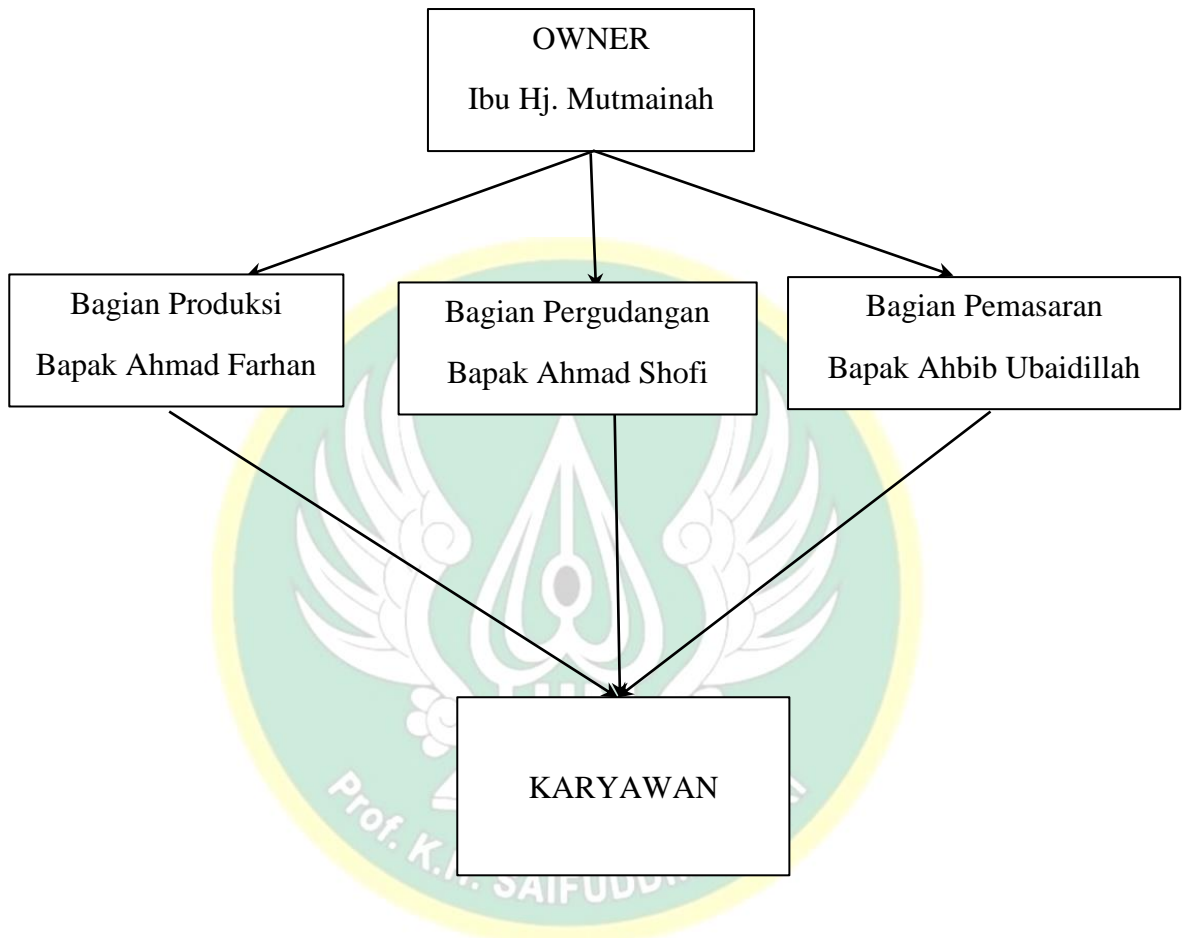 OWNER
Ibu Hj. Mutmainah
Bagian Produksi
Bapak Ahmad Farhan
Bagian Pergudangan
Bapak Ahmad Shofi
Bagian Pemasaran
Bapak Ahbib Ubaidillah
KARYAWAN
Prof. K.H. SAIFUDD